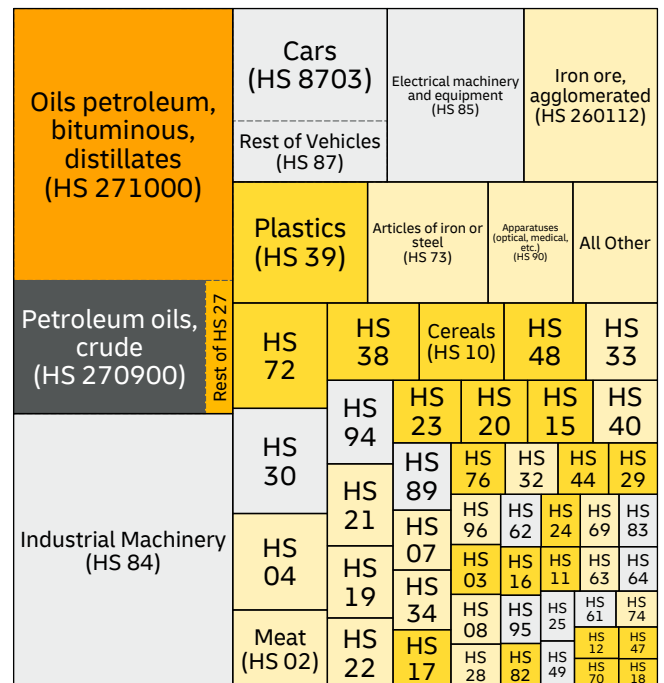 Oils petroleum,
bituminous,
distillates
(HS 271000)
Cars
(HS 8703)
Rest of Vehicles
(HS 87)
Electrical machinery
and equipment
(HS 85)
Iron ore,
agglomerated
(HS 260112)
Plastics
(HS 39)
Articles of iron or
steel
(HS 73)
Apparatuses
(optical, medical,
etc.)
(HS 90)
All Other
Petroleum oils,
crude
(HS 270900)
Rest of HS 27
Industrial Machinery
(HS 84)
HS
72
HS
38
Cereals
(HS 10)
HS
48
HS
33
HS
30
HS
94
HS
23
HS
20
HS
15
HS
40
HS
04
HS
21
HS
89
HS
76
HS
32
HS
44
HS
29
Meat
(HS 02)
HS
19
HS
07
HS
96
HS
62
HS
24
HS
69
HS
83
HS
22
HS
34
HS
03
HS
16
HS
11
HS
63
HS
64
HS
17
HS
08
HS
95
HS
25
HS
61
HS
74
HS
28
HS
82
HS
49
HS
12
HS
47
HS
70
HS
18